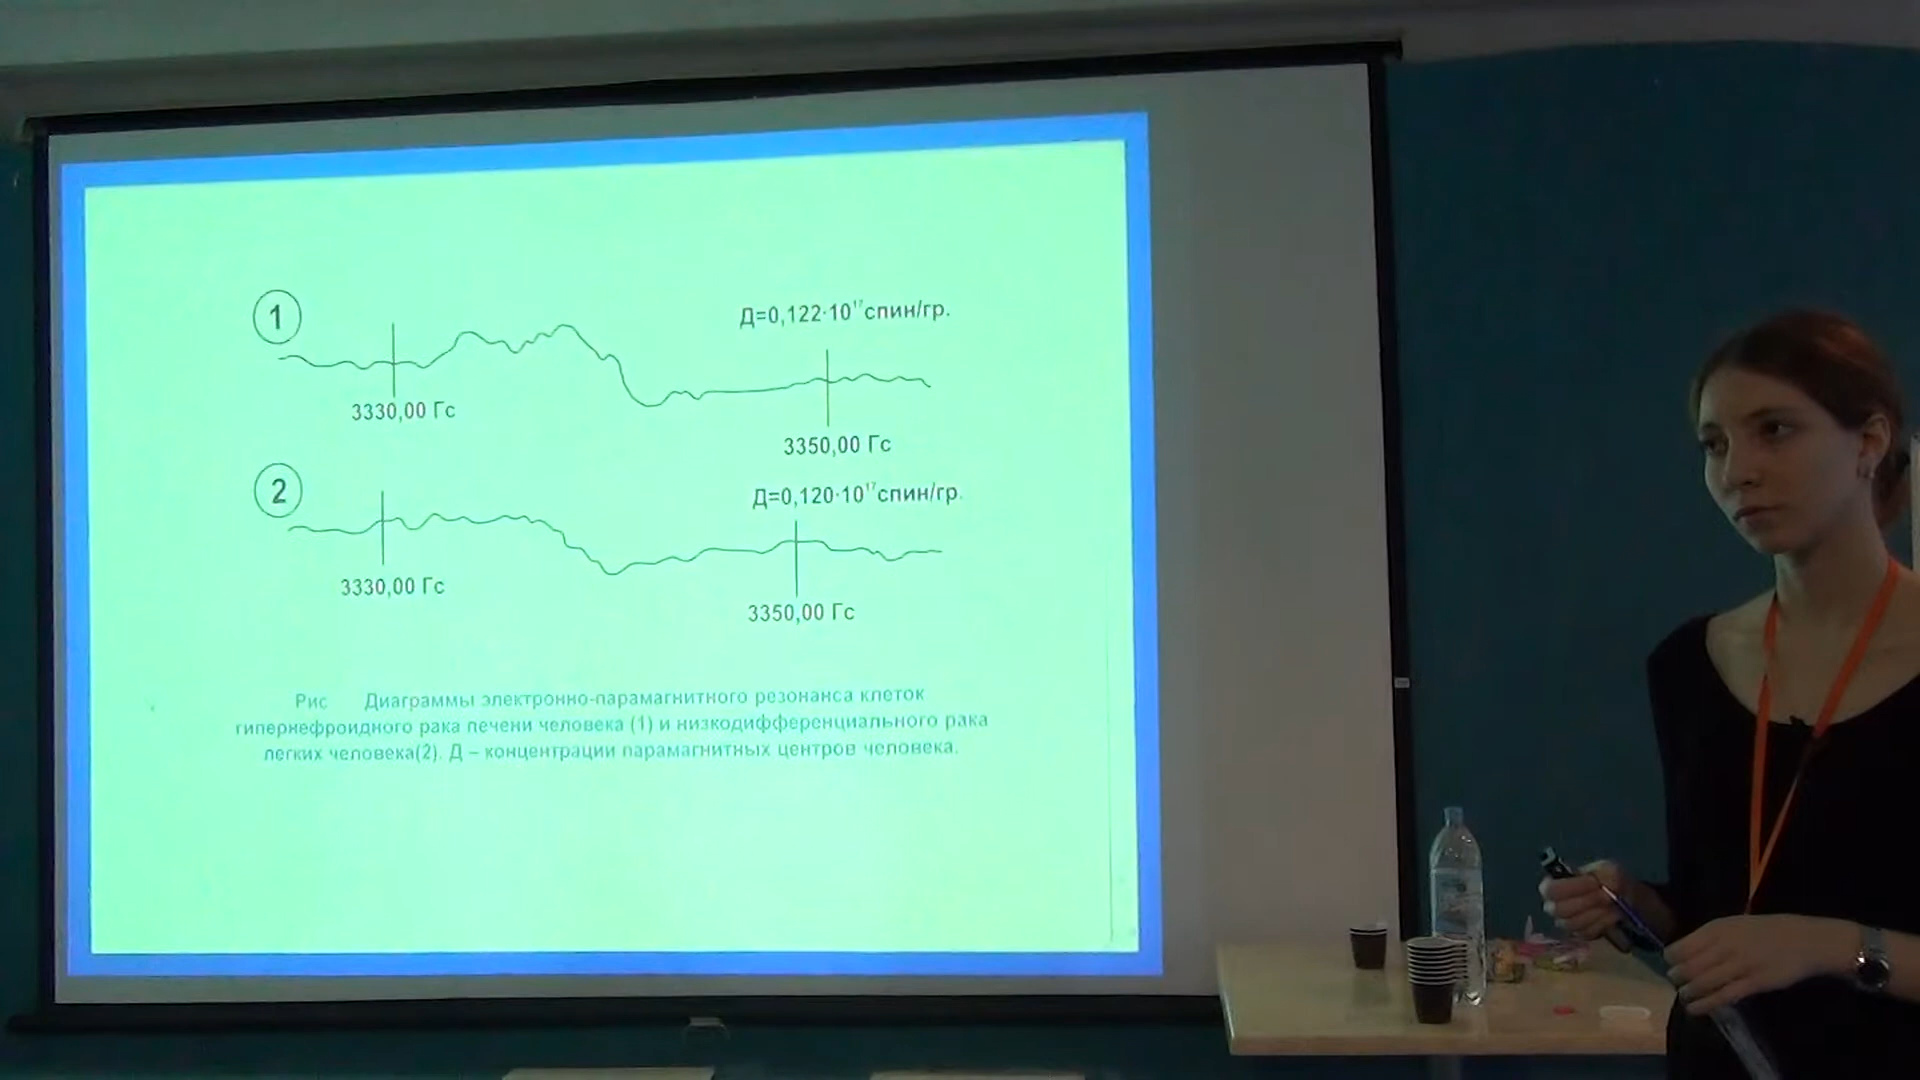 1
Д=0,122·10¹⁷спин/гр.
3330,00 Гс
3350,00 Гс
2
Д=0,120·10¹⁷спин/гр.
3330,00 Гс
3350,00 Гс
Рис Диаграммы электронно-парамагнитного резонанса клеток
гипернефроидного рака печени человека (1) и низкодифференциального рака
легких человека(2). Д – концентрации парамагнитных центров человека.